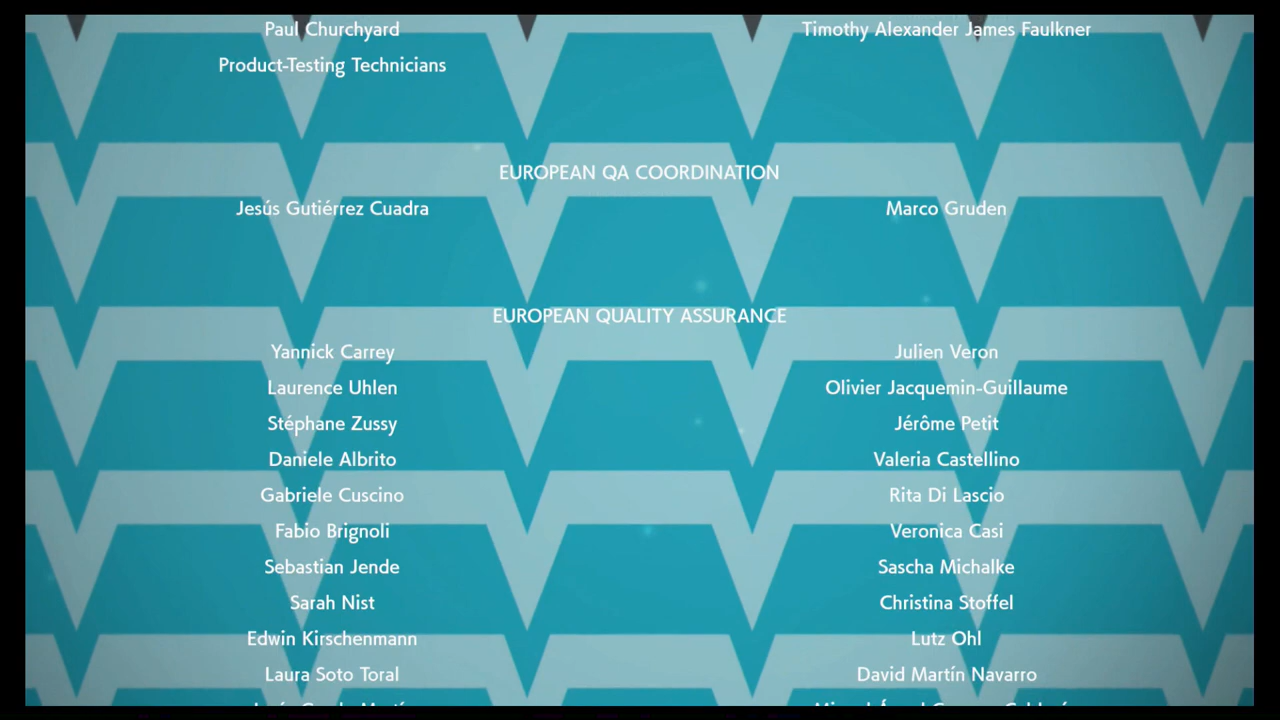 Paul Churchyard Timothy Alexander James Faulkner
Product-Testing Technicians
EUROPEAN QA COORDINATION
Jesús Gutiérrez Cuadra Marco Gruden
EUROPEAN QUALITY ASSURANCE
Yannick Carrey Julien Veron
Laurence Uhlen Olivier Jacquemin-Guillaume
Stéphane Zussy Jérôme Petit
Daniele Albrito Valeria Castellino
Gabriele Cuscino Rita Di Lascio
Fabio Brignoli Veronica Casi
Sebastian Jende Sascha Michalke
Sarah Nist Christina Stoffel
Edwin Kirschenmann Lutz Ohl
Laura Soto Toral David Martín Navarro